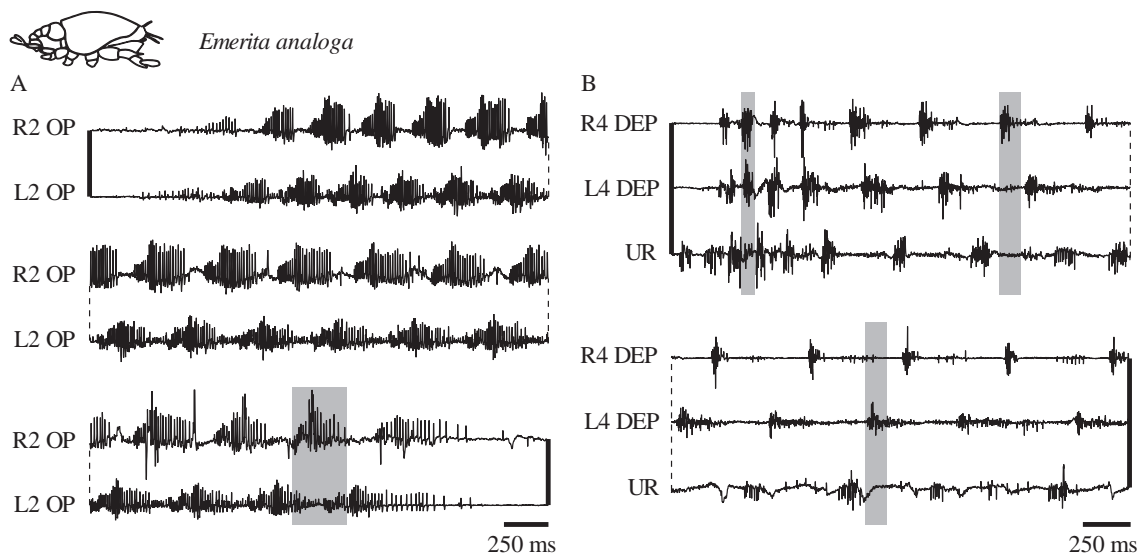 Emerita analoga
A
R2 OP
L2 OP
R2 OP
L2 OP
R2 OP
L2 OP
250 ms
B
R4 DEP
L4 DEP
UR
R4 DEP
L4 DEP
UR
250 ms